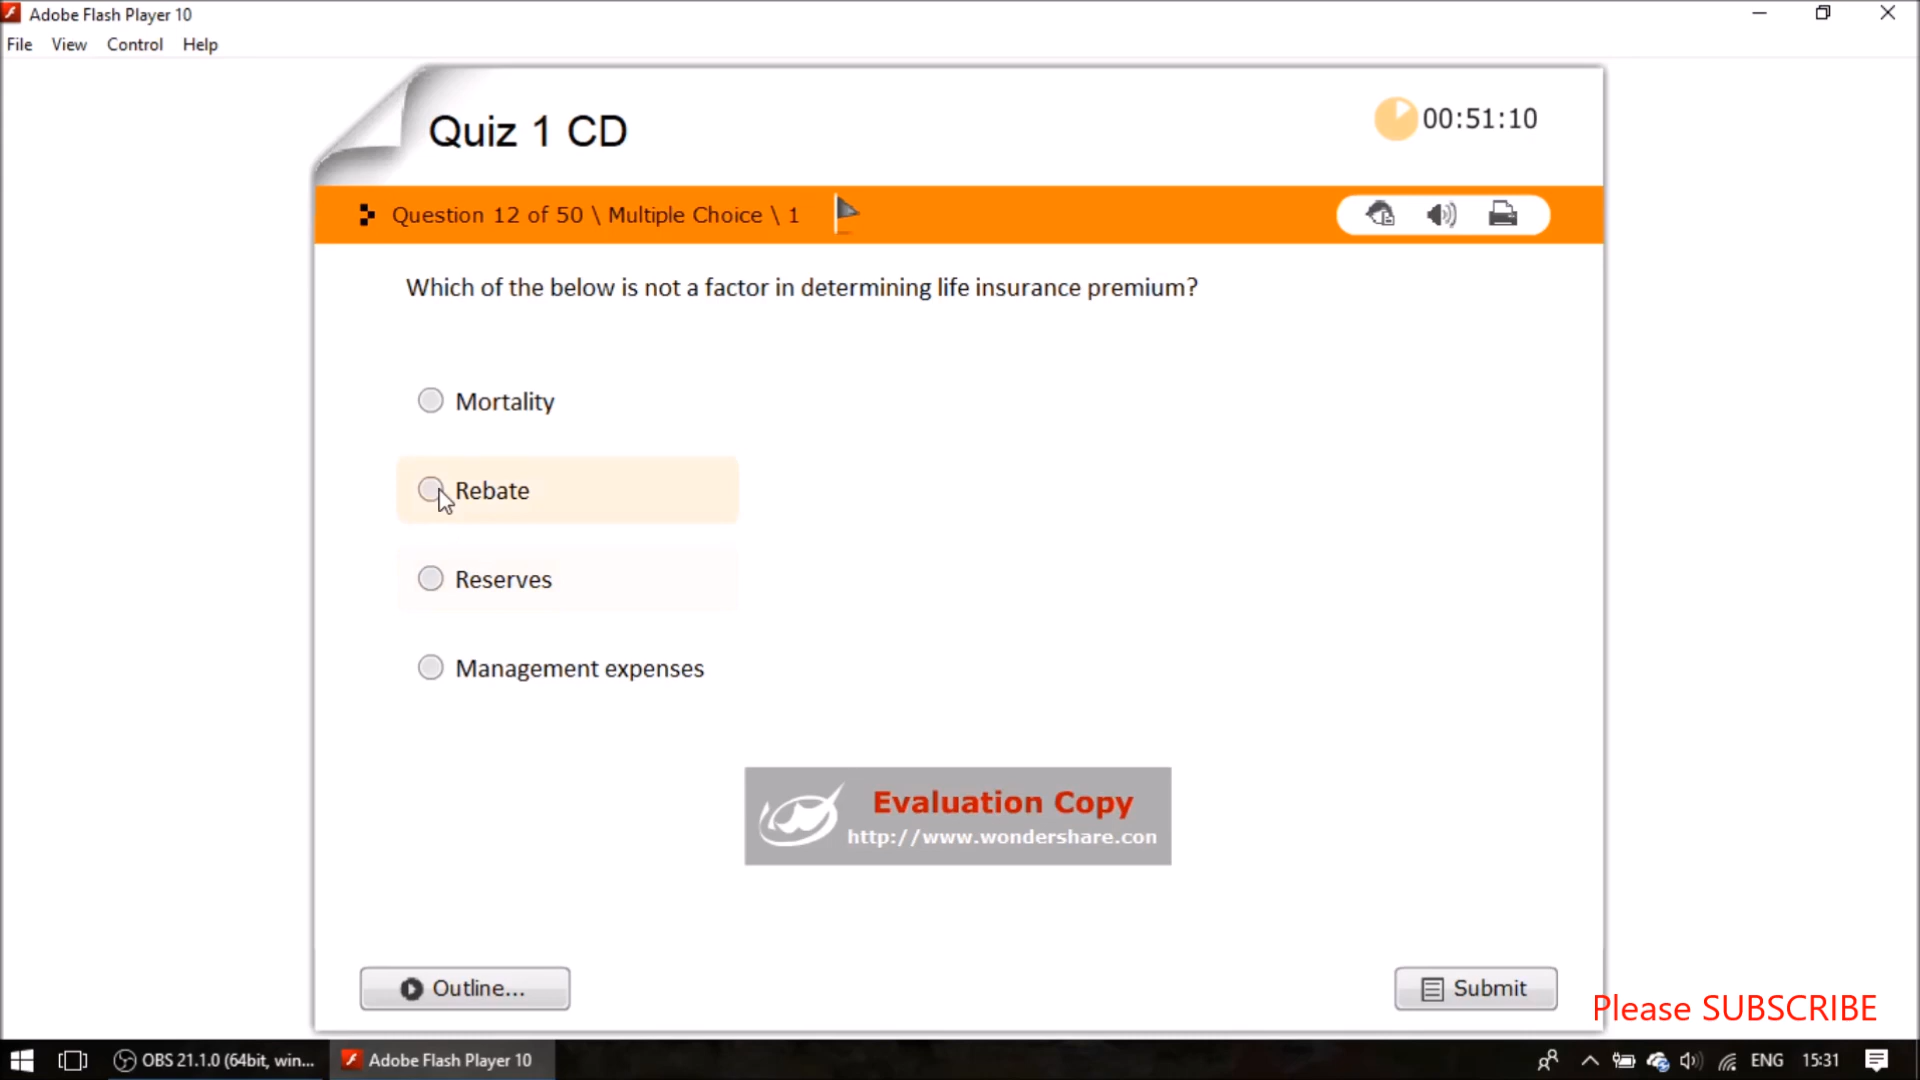 Adobe Flash Player 10
File View Control Help
Quiz 1 CD
00:51:10
Question 12 of 50 \ Multiple Choice \ 1
Which of the below is not a factor in determining life insurance premium?
Mortality
Rebate
Reserves
Management expenses
Evaluation Copy
http://www.wondershare.con
Outline...
Submit
Please SUBSCRIBE
OBS 21.1.0 (64bit, win...
Adobe Flash Player 10
ENG
15:31